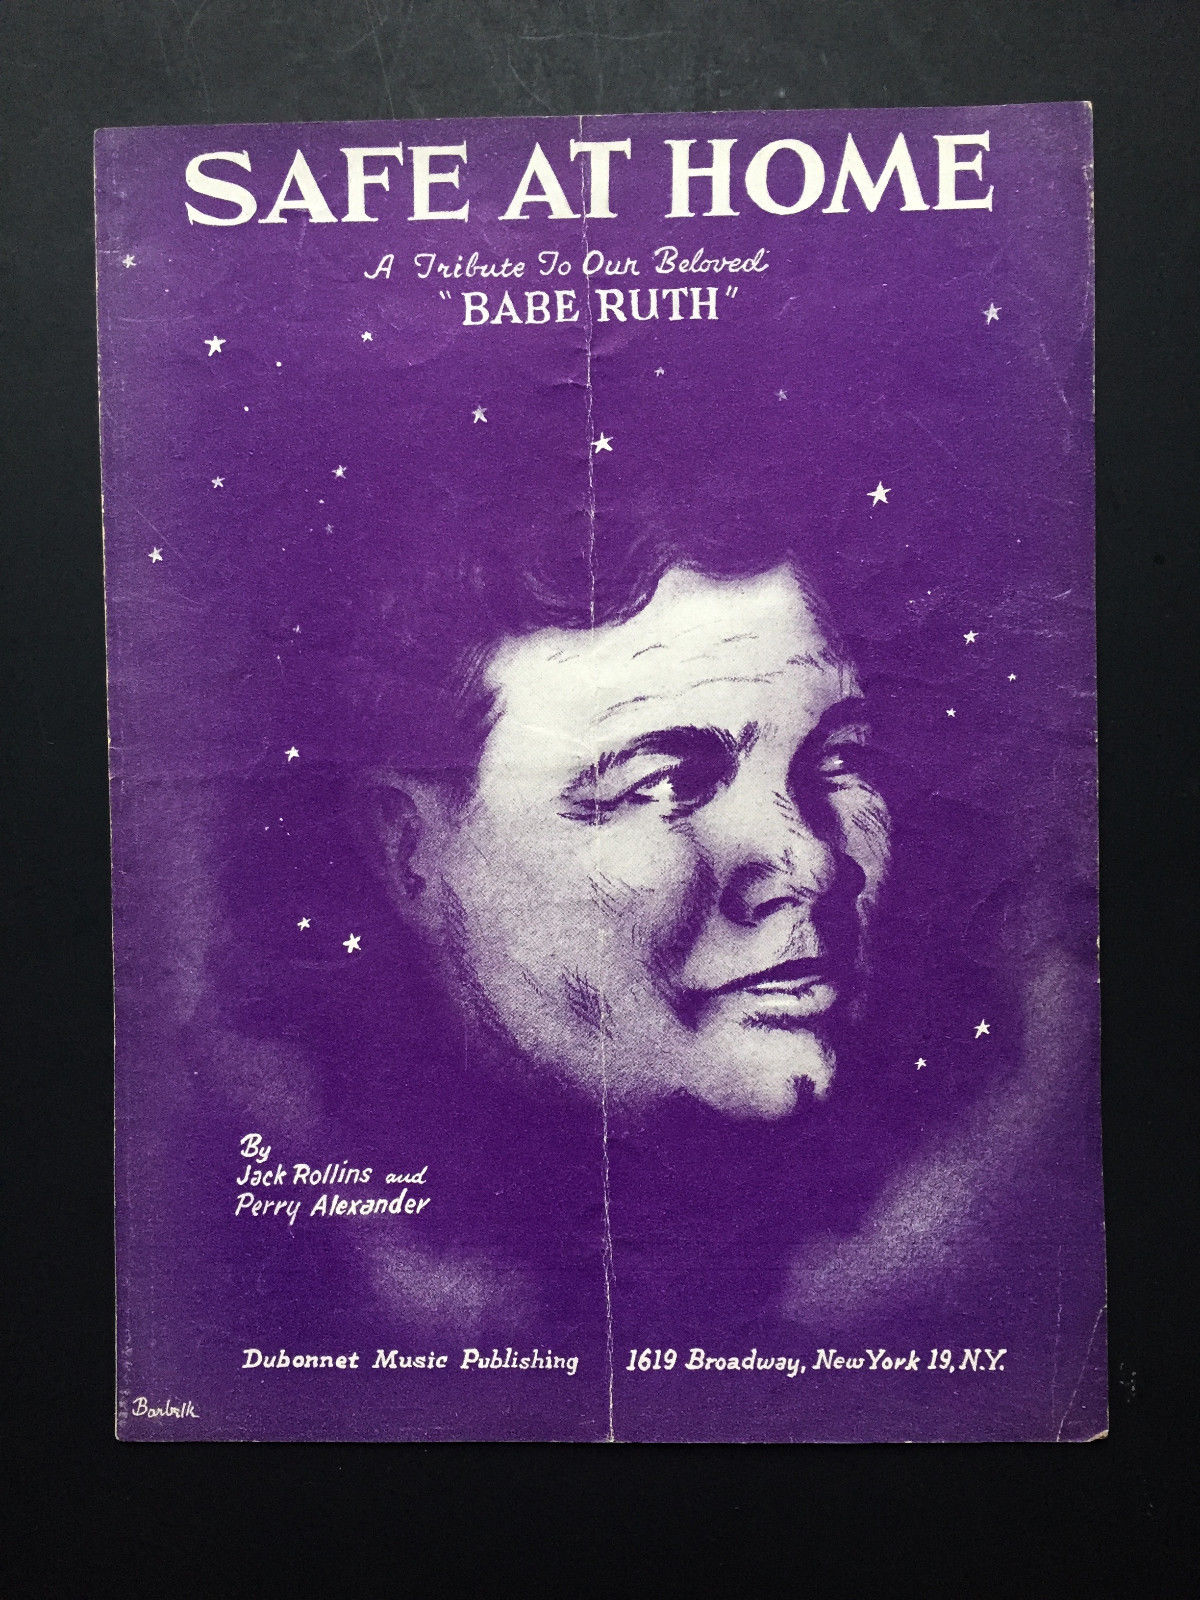 SAFE AT HOME
A Tribute To Our Beloved
"BABE RUTH"
By
Jack Rollins and
Perry Alexander
Dubonnet Music Publishing 1619 Broadway, New York 19, N.Y.
Barbelk